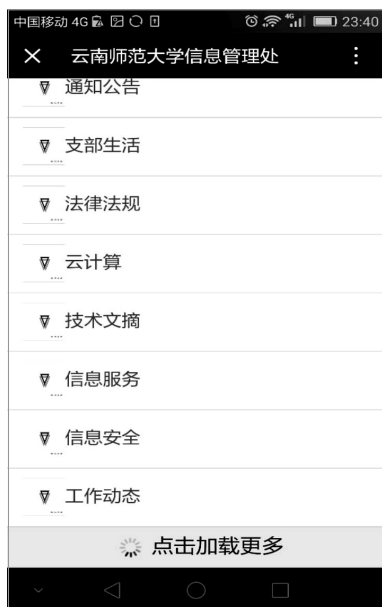 中国移动 4G 4G 23:40
云南师范大学信息管理处
通知公告
支部生活
法律法规
云计算
技术文摘
信息服务
信息安全
工作动态
点击加载更多